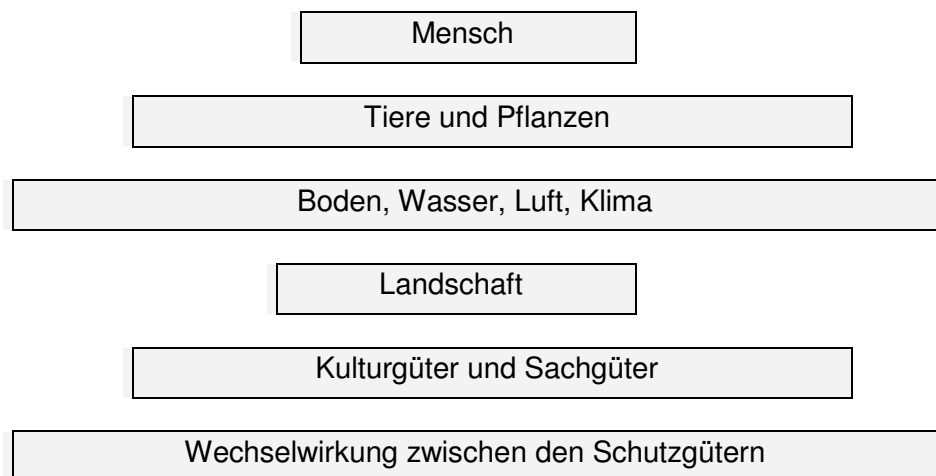 Mensch
Tiere und Pflanzen
Boden, Wasser, Luft, Klima
Landschaft
Kulturgüter und Sachgüter
Wechselwirkung zwischen den Schutzgütern